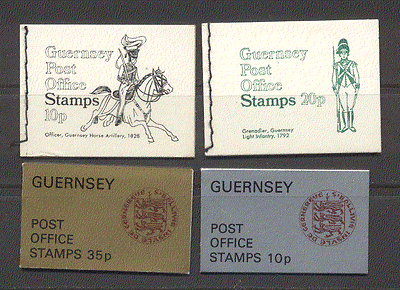 Guernsey
Post
Office
Stamps
10p
Officer, Guernsey Horse Artillery, 1828
Guernsey
Post
Office
Stamps 20p
Grenadier, Guernsey
Light Infantry, 1792
GUERNSEY
POST
OFFICE
STAMPS 35p
GUERNSEY
POST
OFFICE
STAMPS 10p